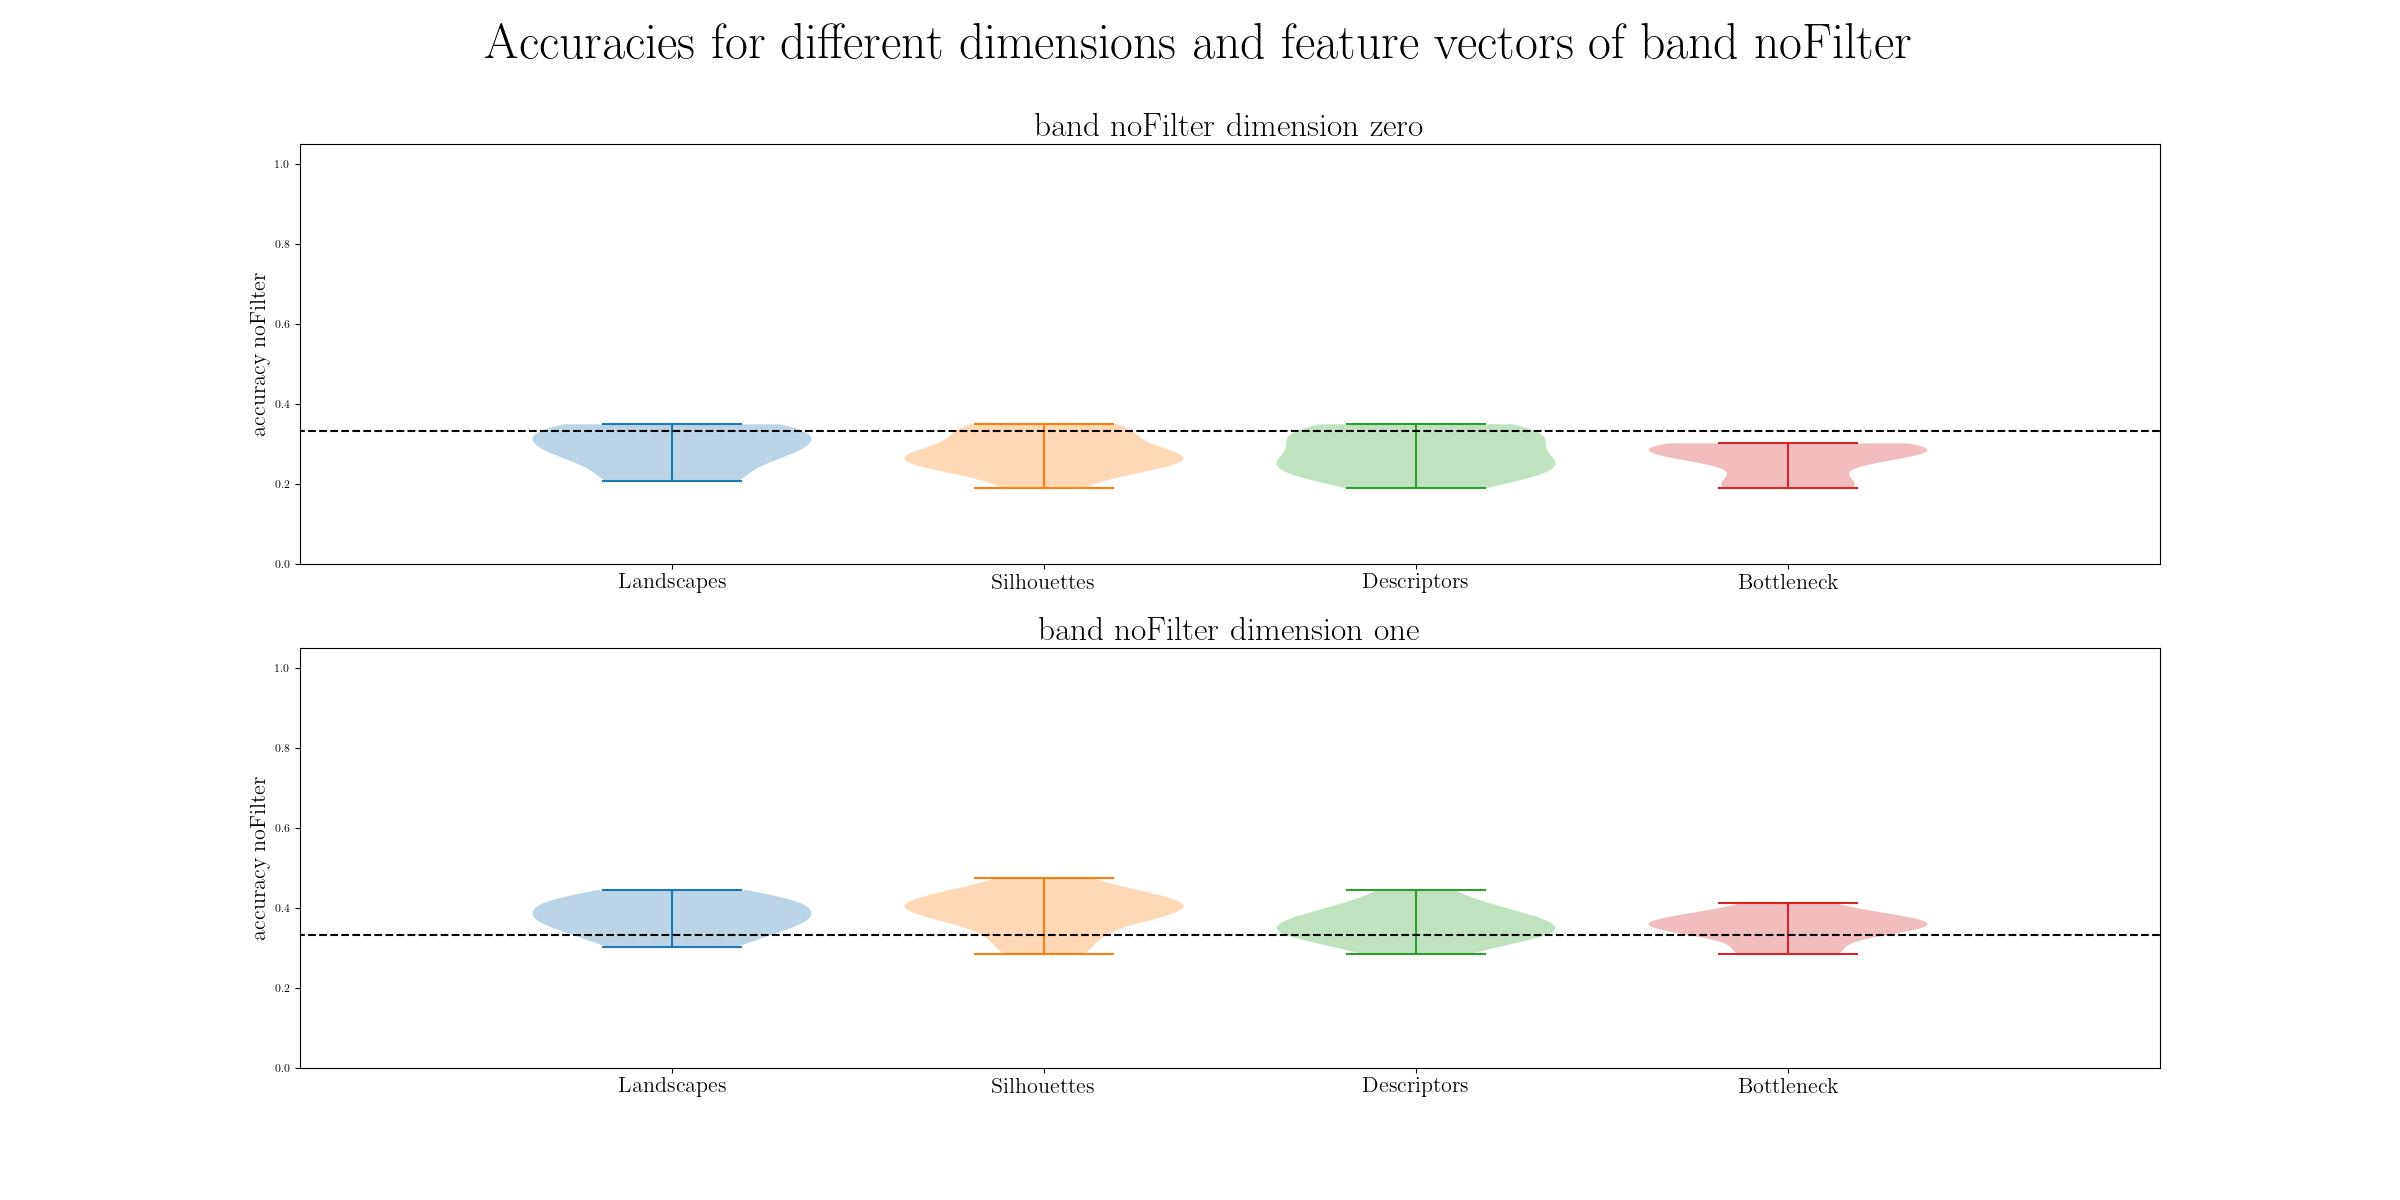 Accuracies for different dimensions and feature vectors of band noFilter
band noFilter dimension zero
accuracy noFilter
1.0
0.8
0.6
0.4
0.2
0.0
Landscapes Silhouettes Descriptors Bottleneck
band noFilter dimension one
accuracy noFilter
1.0
0.8
0.6
0.4
0.2
0.0
Landscapes Silhouettes Descriptors Bottleneck